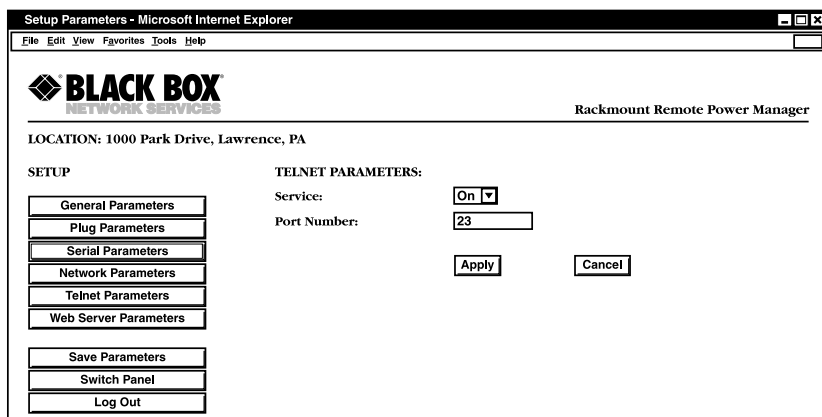 Setup Parameters - Microsoft Internet Explorer
File Edit View Favorites Tools Help
BLACK BOX®
NETWORK SERVICES
Rackmount Remote Power Manager
LOCATION: 1000 Park Drive, Lawrence, PA
SETUP
General Parameters
Plug Parameters
Serial Parameters
Network Parameters
Telnet Parameters
Web Server Parameters
Save Parameters
Switch Panel
Log Out
TELNET PARAMETERS:
Service: On
Port Number: 23
Apply Cancel